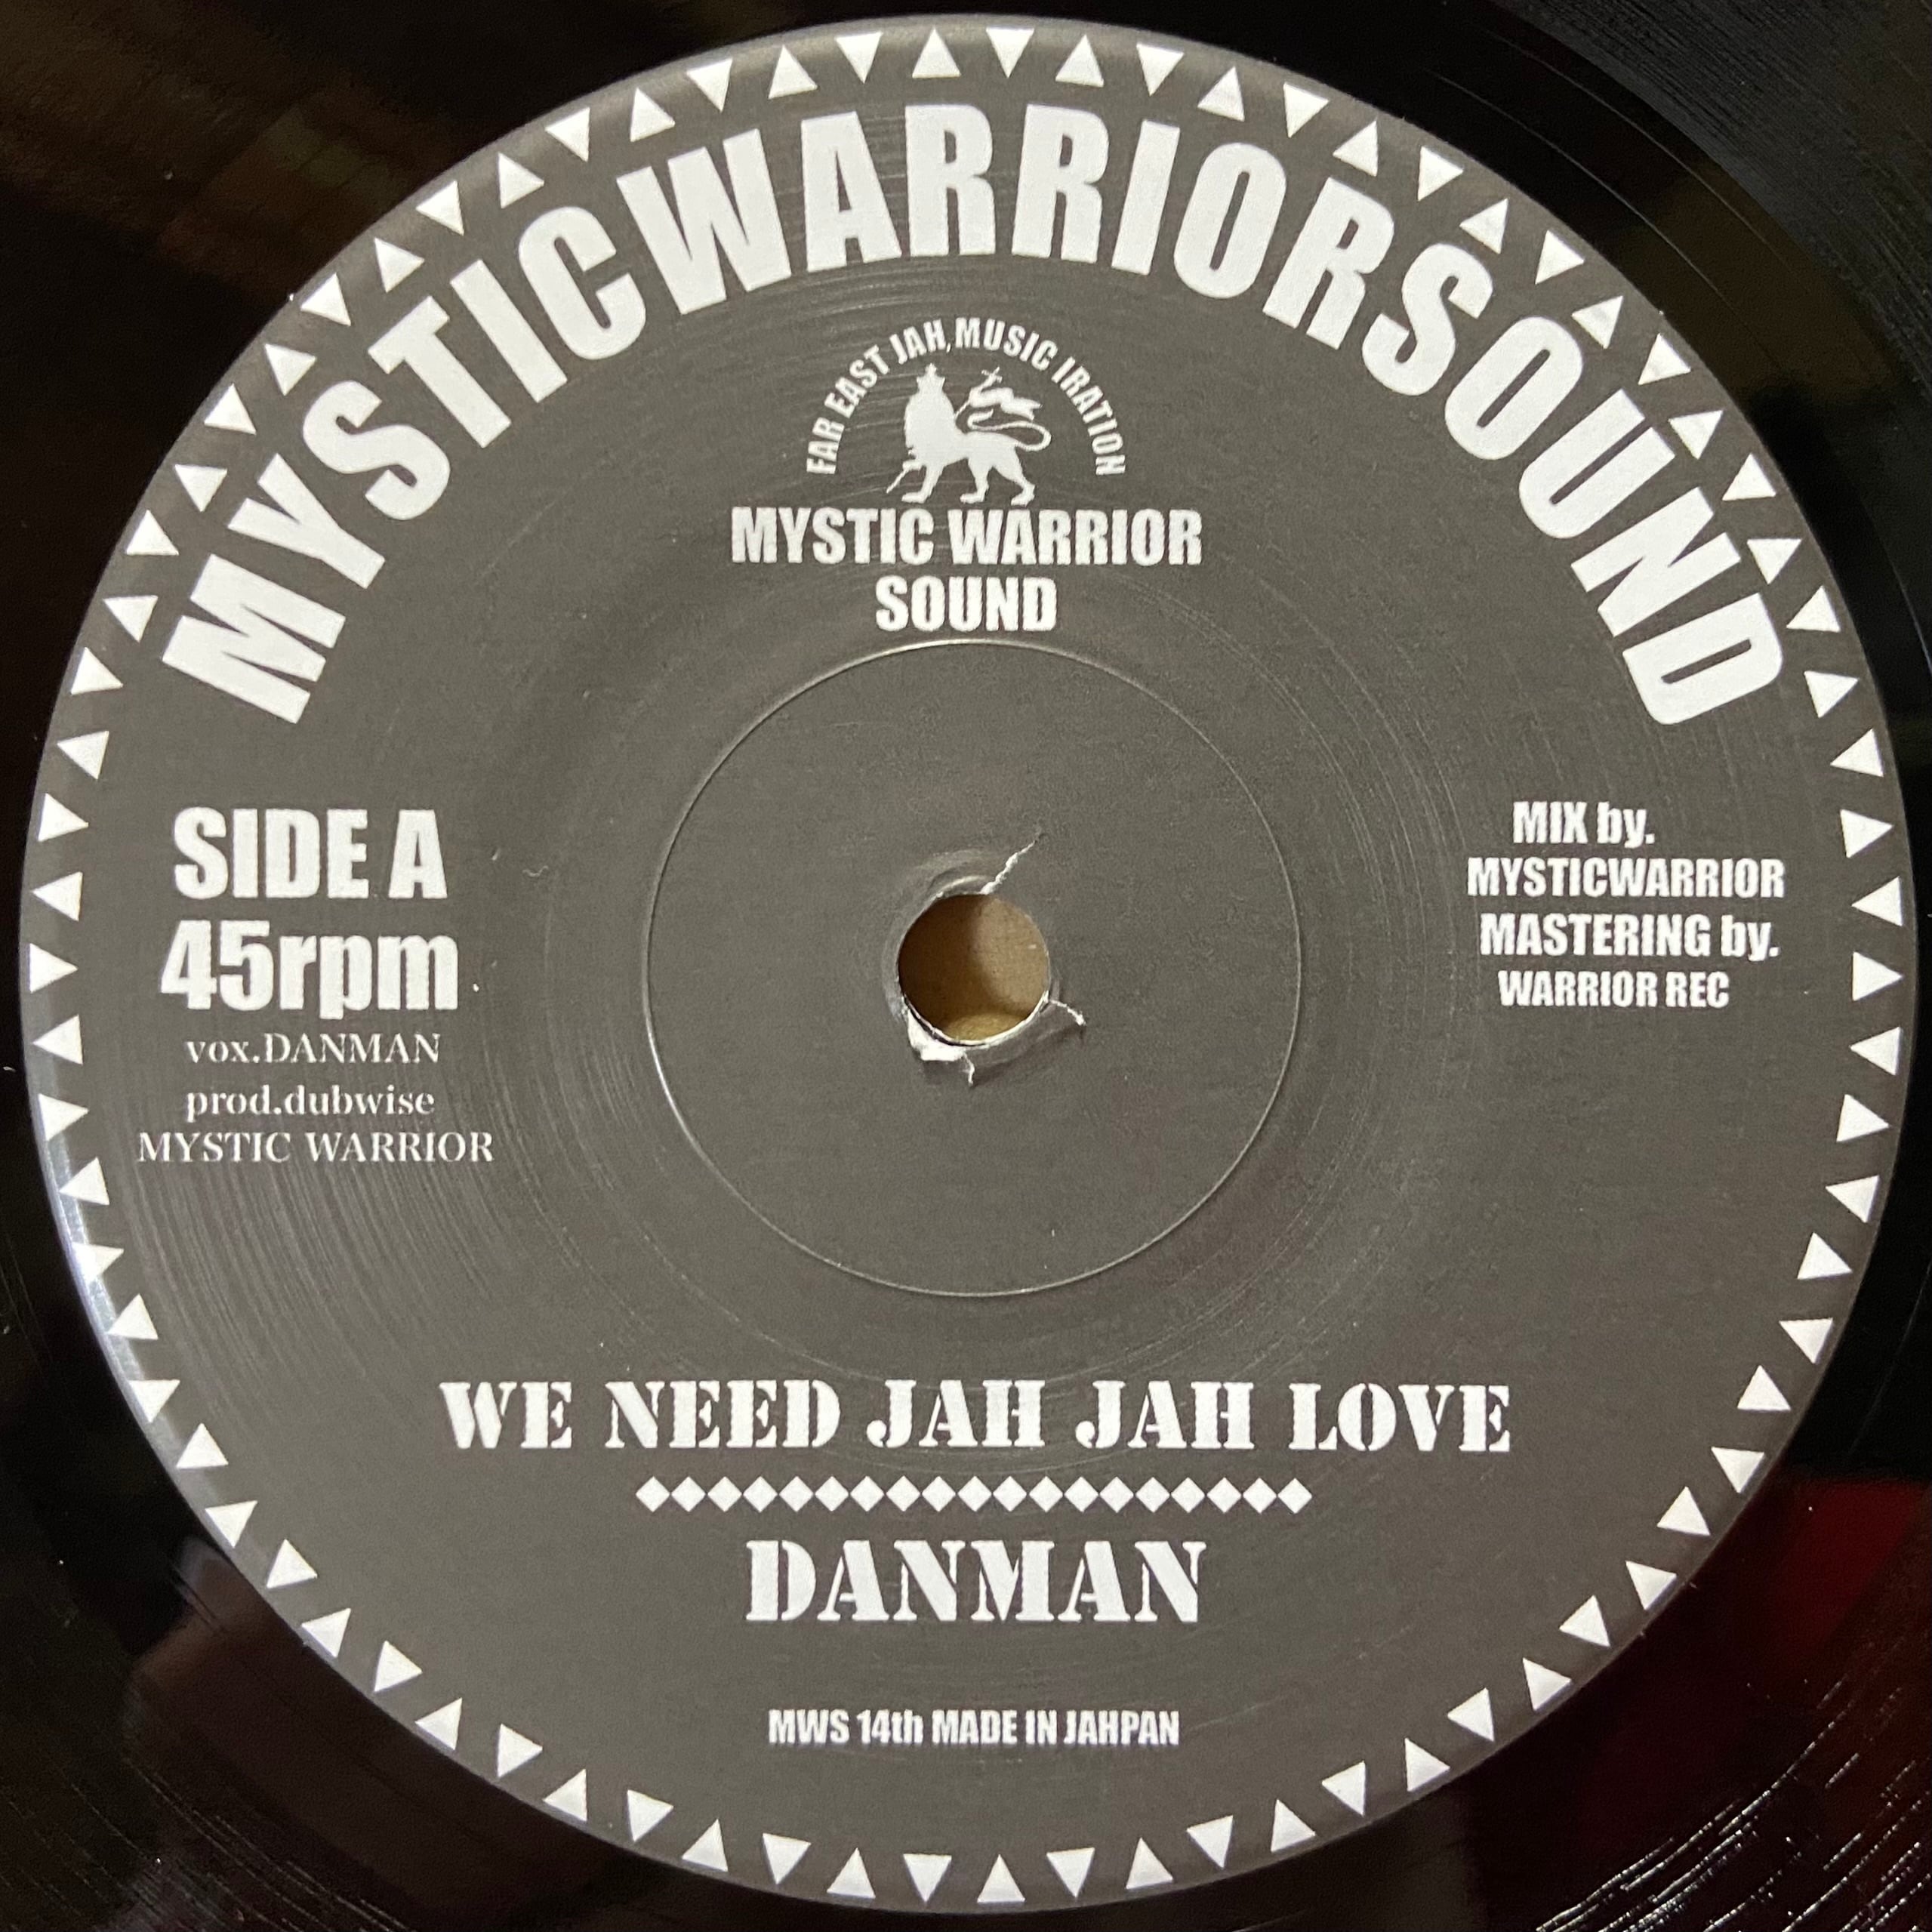 MYSTICWARRIORSOUND
FAR EAST JAH, MUSIC IRATION
MYSTIC WARRIOR
SOUND
SIDE A
45rpm
vox.DANMAN
prod.dubwise
MYSTIC WARRIOR
MIX by.
MYSTICWARRIOR
MASTERING by.
WARRIOR REC
WE NEED JAH JAH LOVE
DANMAN
MWS 14th MADE IN JAHPAN